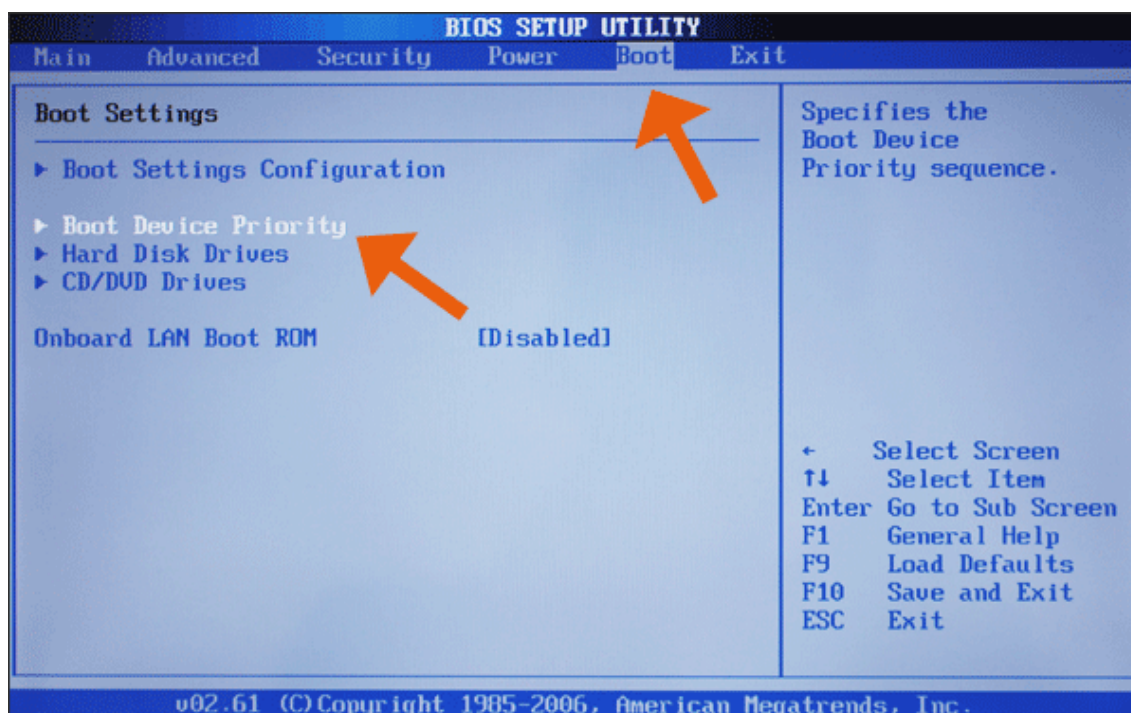 BIOS SETUP UTILITY
Main Advanced Security Power Boot Exit
Boot Settings
▶ Boot Settings Configuration
▶ Boot Device Priority
▶ Hard Disk Drives
▶ CD/DVD Drives
Onboard LAN Boot ROM [Disabled]
Specifies the
Boot Device
Priority sequence.
← Select Screen
↑↓ Select Item
Enter Go to Sub Screen
F1 General Help
F9 Load Defaults
F10 Save and Exit
ESC Exit
v02.61 (C)Copyright 1985-2006, American Megatrends, Inc.